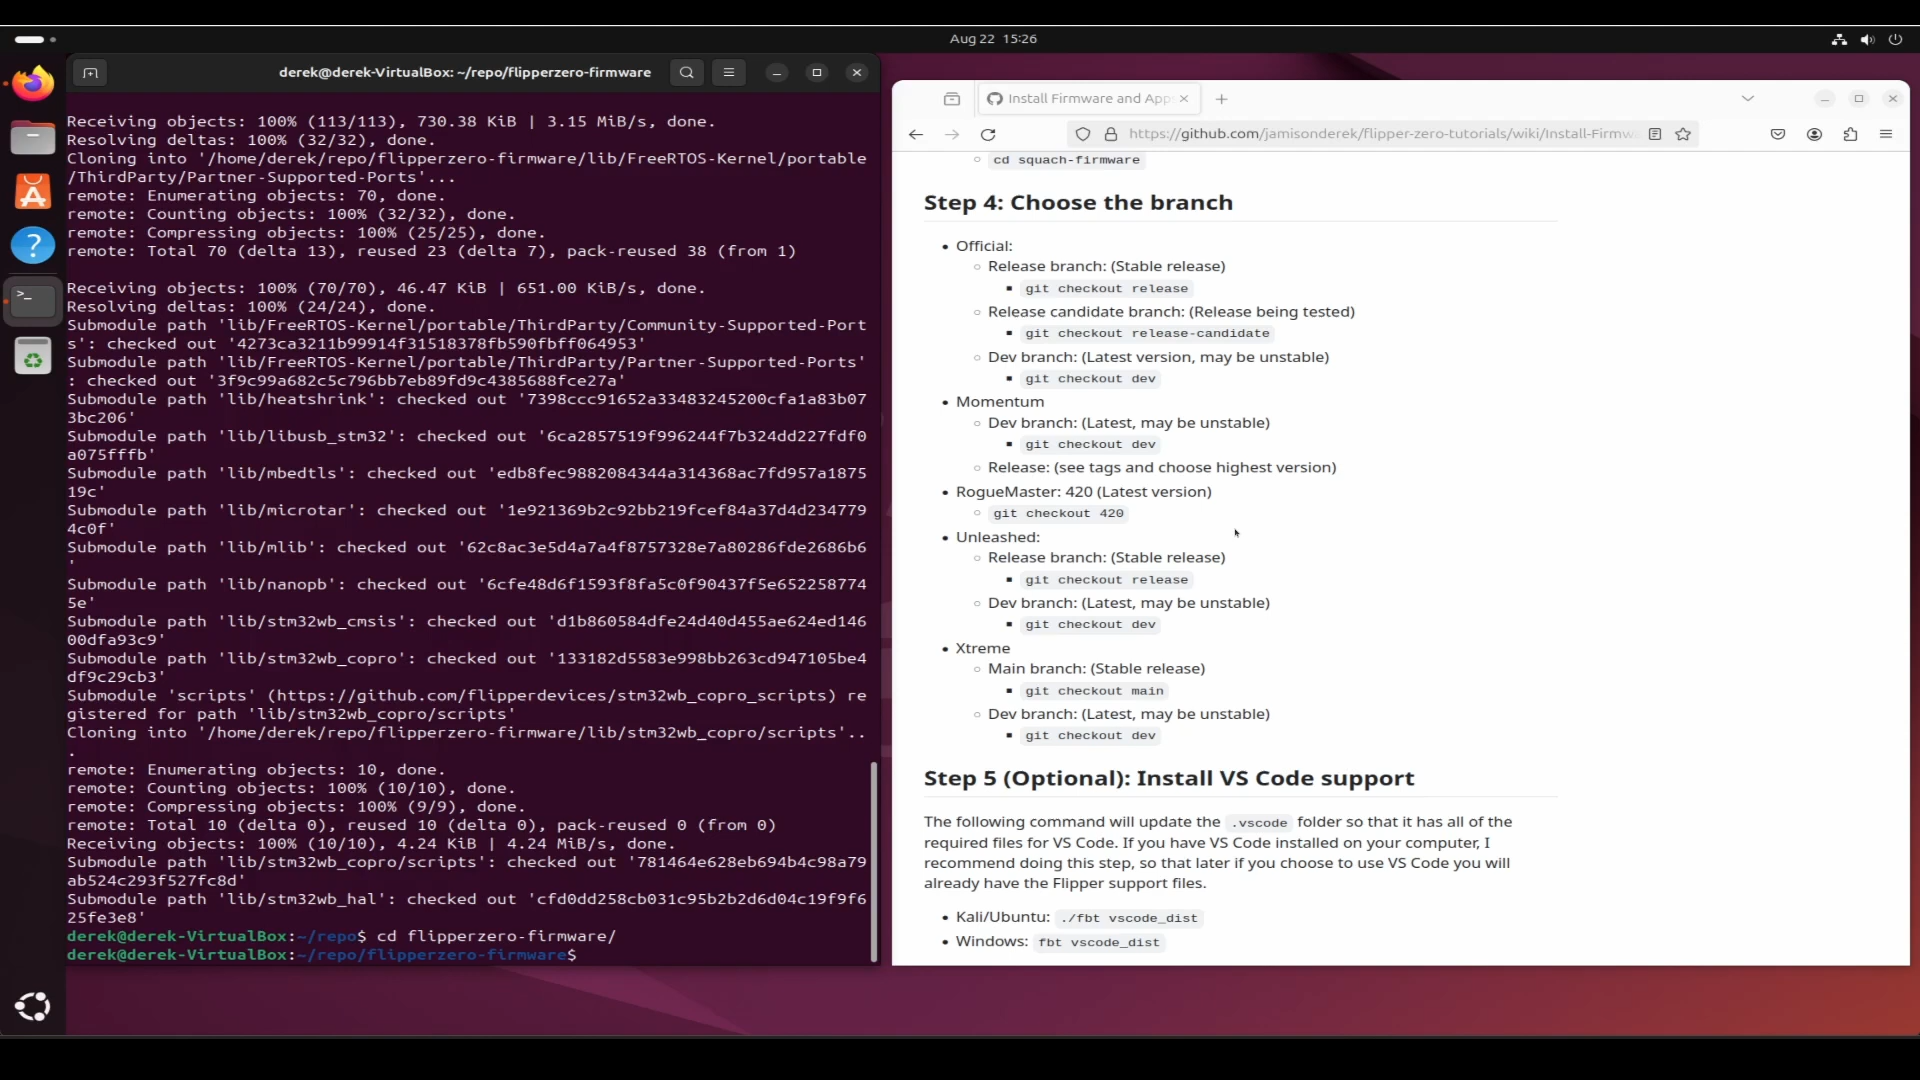 Aug 22 15:26
derek@derek-VirtualBox: ~/repo/flipperzero-firmware
Receiving objects: 100% (113/113), 730.38 KiB | 3.15 MiB/s, done.
Resolving deltas: 100% (32/32), done.
Cloning into '/home/derek/repo/flipperzero-firmware/lib/FreeRTOS-Kernel/portable
/ThirdParty/Partner-Supported-Ports'...
remote: Enumerating objects: 70, done.
remote: Counting objects: 100% (32/32), done.
remote: Compressing objects: 100% (25/25), done.
remote: Total 70 (delta 13), reused 23 (delta 7), pack-reused 38 (from 1)
Receiving objects: 100% (70/70), 46.47 KiB | 651.00 KiB/s, done.
Resolving deltas: 100% (24/24), done.
Submodule path 'lib/FreeRTOS-Kernel/portable/ThirdParty/Community-Supported-Port
s': checked out '4273ca3211b99914f31518378fb590fbff064953'
Submodule path 'lib/FreeRTOS-Kernel/portable/ThirdParty/Partner-Supported-Ports'
: checked out '3f9c99a682c5c796bb7eb89fd9c4385688fce27a'
Submodule path 'lib/heatshrink': checked out '7398ccc91652a33483245200cfa1a83b07
3bc206'
Submodule path 'lib/libusb_stm32': checked out '6ca2857519f996244f7b324dd227fdf0
a075fffb'
Submodule path 'lib/mbedtls': checked out 'edb8fec9882084344a314368ac7fd957a1875
19c'
Submodule path 'lib/microtar': checked out '1e921369b2c92bb219fcef84a37d4d234779
4c0f'
Submodule path 'lib/mlib': checked out '62c8ac3e5d4a7a4f8757328e7a80286fde2686b6
'
Submodule path 'lib/nanopb': checked out '6cfe48d6f1593f8fa5c0f90437f5e652258774
5e'
Submodule path 'lib/stm32wb_cmsis': checked out 'd1b860584dfe24d40d455ae624ed146
00dfa93c9'
Submodule path 'lib/stm32wb_copro': checked out '133182d5583e998bb263cd947105be4
df9c29cb3'
Submodule 'scripts' (https://github.com/flipperdevices/stm32wb_copro_scripts) re
gistered for path 'lib/stm32wb_copro/scripts'
Cloning into '/home/derek/repo/flipperzero-firmware/lib/stm32wb_copro/scripts'..
.
remote: Enumerating objects: 10, done.
remote: Counting objects: 100% (10/10), done.
remote: Compressing objects: 100% (9/9), done.
remote: Total 10 (delta 0), reused 10 (delta 0), pack-reused 0 (from 0)
Receiving objects: 100% (10/10), 4.24 KiB | 4.24 MiB/s, done.
Submodule path 'lib/stm32wb_copro/scripts': checked out '781464e628eb694b4c98a79
ab524c293f527fc8d'
Submodule path 'lib/stm32wb_hal': checked out 'cfd0dd258cb031c95b2b2d6d04c19f9f6
25fe3e8'
derek@derek-VirtualBox:~/repo$ cd flipperzero-firmware/
derek@derek-VirtualBox:~/repo/flipperzero-firmware$
Install Firmware and App
https://github.com/jamisonderek/flipper-zero-tutorials/wiki/Install-Firmw
cd squach-firmware
Step 4: Choose the branch
Official:
Release branch: (Stable release)
git checkout release
Release candidate branch: (Release being tested)
git checkout release-candidate
Dev branch: (Latest version, may be unstable)
git checkout dev
Momentum
Dev branch: (Latest, may be unstable)
git checkout dev
Release: (see tags and choose highest version)
RogueMaster: 420 (Latest version)
git checkout 420
Unleashed:
Release branch: (Stable release)
git checkout release
Dev branch: (Latest, may be unstable)
git checkout dev
Xtreme
Main branch: (Stable release)
git checkout main
Dev branch: (Latest, may be unstable)
git checkout dev
Step 5 (Optional): Install VS Code support
The following command will update the .vscode folder so that it has all of the
required files for VS Code. If you have VS Code installed on your computer, I
recommend doing this step, so that later if you choose to use VS Code you will
already have the Flipper support files.
Kali/Ubuntu: ./fbt vscode_dist
Windows: fbt vscode_dist